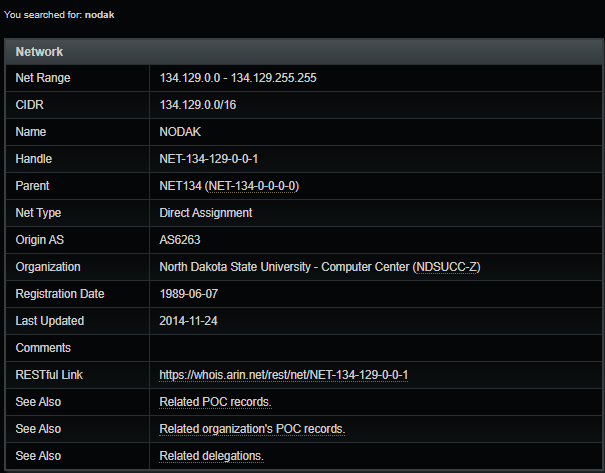 You searched for: nodak
Network
Net Range 134.129.0.0 - 134.129.255.255
CIDR 134.129.0.0/16
Name NODAK
Handle NET-134-129-0-0-1
Parent NET134 (NET-134-0-0-0-0)
Net Type Direct Assignment
Origin AS AS6263
Organization North Dakota State University - Computer Center (NDSUCC-Z)
Registration Date 1989-06-07
Last Updated 2014-11-24
Comments
RESTful Link https://whois.arin.net/rest/net/NET-134-129-0-0-1
See Also Related POC records.
See Also Related organization's POC records.
See Also Related delegations.